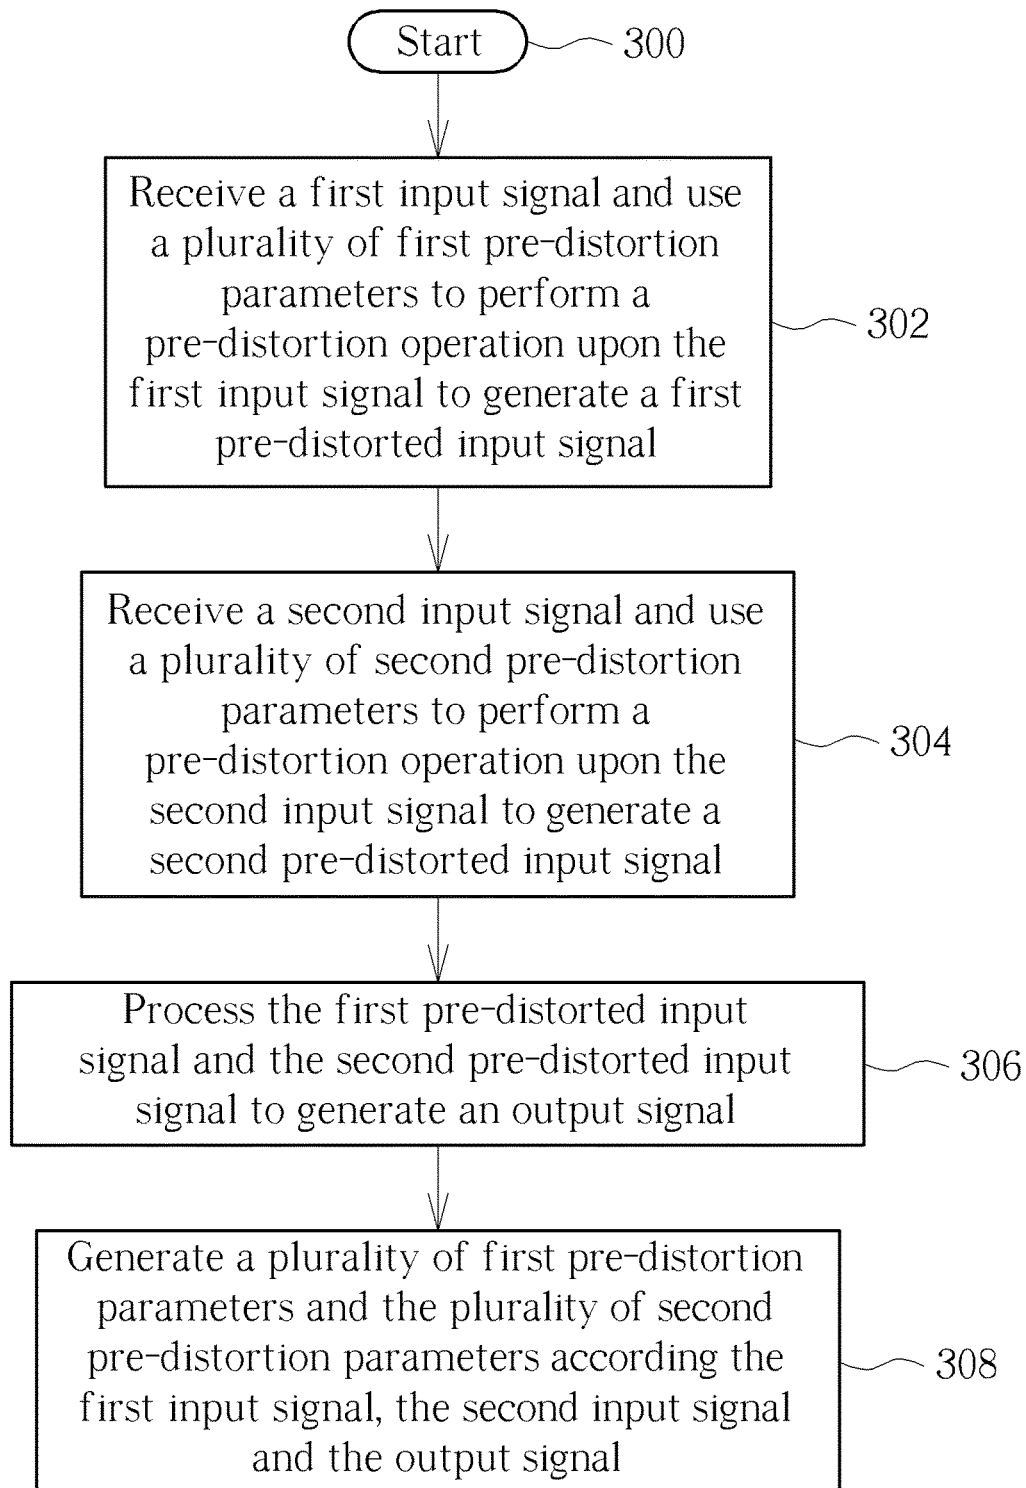 Start
300
Receive a first input signal and use
a plurality of first pre-distortion
parameters to perform a
pre-distortion operation upon the
first input signal to generate a first
pre-distorted input signal
302
Receive a second input signal and use
a plurality of second pre-distortion
parameters to perform a
pre-distortion operation upon the
second input signal to generate a
second pre-distorted input signal
304
Process the first pre-distorted input
signal and the second pre-distorted input
signal to generate an output signal
306
Generate a plurality of first pre-distortion
parameters and the plurality of second
pre-distortion parameters according the
first input signal, the second input signal
and the output signal
308